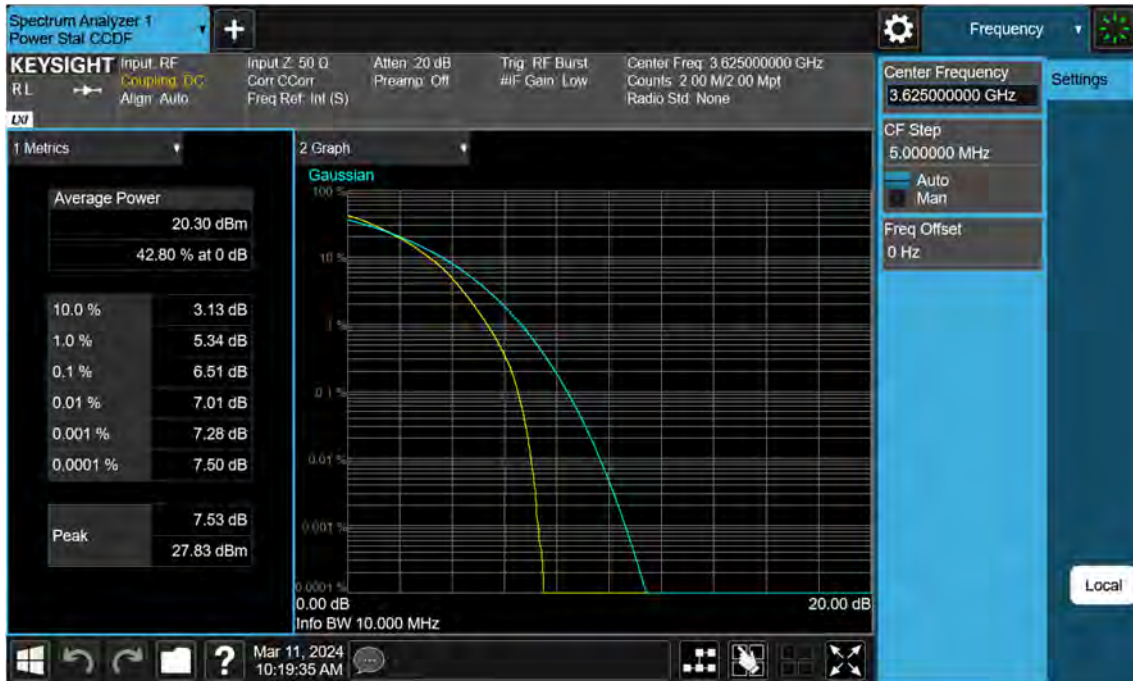 Spectrum Analyzer 1
Power Stat CCDF
Frequency
KEYSIGHT
RL
LXI
Input: RF
Coupling: DC
Align: Auto
Input Z: 50 Ω
Corr CCorr
Freq Ref: Int (S)
Atten: 20 dB
Preamp: Off
Trig: RF Burst
#IF Gain: Low
Center Freq: 3.625000000 GHz
Counts: 2.00 M/2.00 Mpt
Radio Std: None
Center Frequency
3.625000000 GHz
Settings
CF Step
5.000000 MHz
Auto
Man
Freq Offset
0 Hz
1 Metrics
Average Power
20.30 dBm
42.80 % at 0 dB
10.0 % 3.13 dB
1.0 % 5.34 dB
0.1 % 6.51 dB
0.01 % 7.01 dB
0.001 % 7.28 dB
0.0001 % 7.50 dB
Peak
7.53 dB
27.83 dBm
2 Graph
Gaussian
100 %
10 %
1 %
0.1 %
0.01 %
0.001 %
0.0001 %
0.00 dB 20.00 dB
Info BW 10.000 MHz
Local
?
Mar 11, 2024
10:19:35 AM